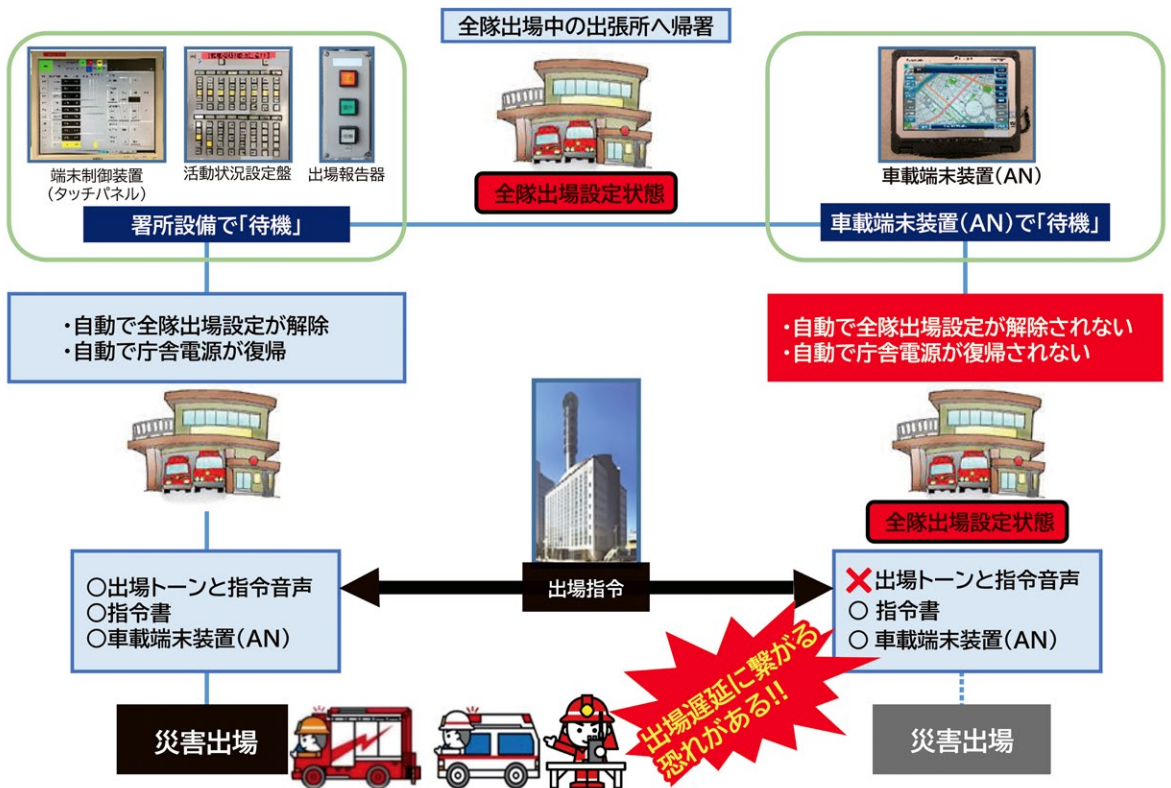 全隊出場中の出張所へ帰署
端末制御装置
(タッチパネル)
活動状況設定盤
出場報告器
署所設備で「待機」
全隊出場設定状態
車載端末装置(AN)
車載端末装置(AN)で「待機」
・自動で全隊出場設定が解除
・自動で庁舎電源が復帰
・自動で全隊出場設定が解除されない
・自動で庁舎電源が復帰されない
全隊出場設定状態
○出場トーンと指令音声
○指令書
○車載端末装置(AN)
出場指令
❌出場トーンと指令音声
○ 指令書
○ 車載端末装置(AN)
出場遅延に繋がる
恐れがある!!
災害出場
災害出場